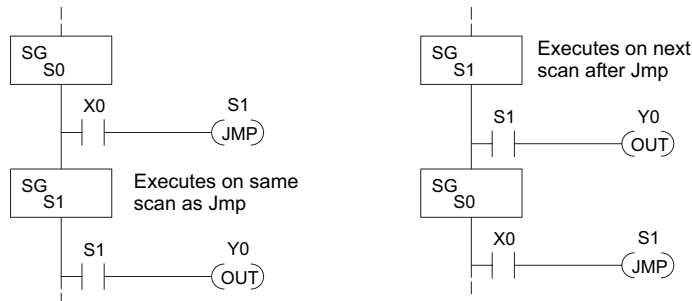 SG
S0
X0
S1
JMP
SG
S1
Executes on same
scan as Jmp
S1
Y0
OUT
SG
S1
Executes on next
scan after Jmp
S1
Y0
OUT
SG
S0
X0
S1
JMP